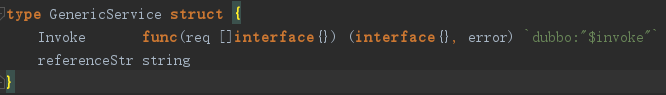 type GenericService struct {
Invoke func(req []interface{}) (interface{}, error) `dubbo:"$invoke"`
referenceStr string
}